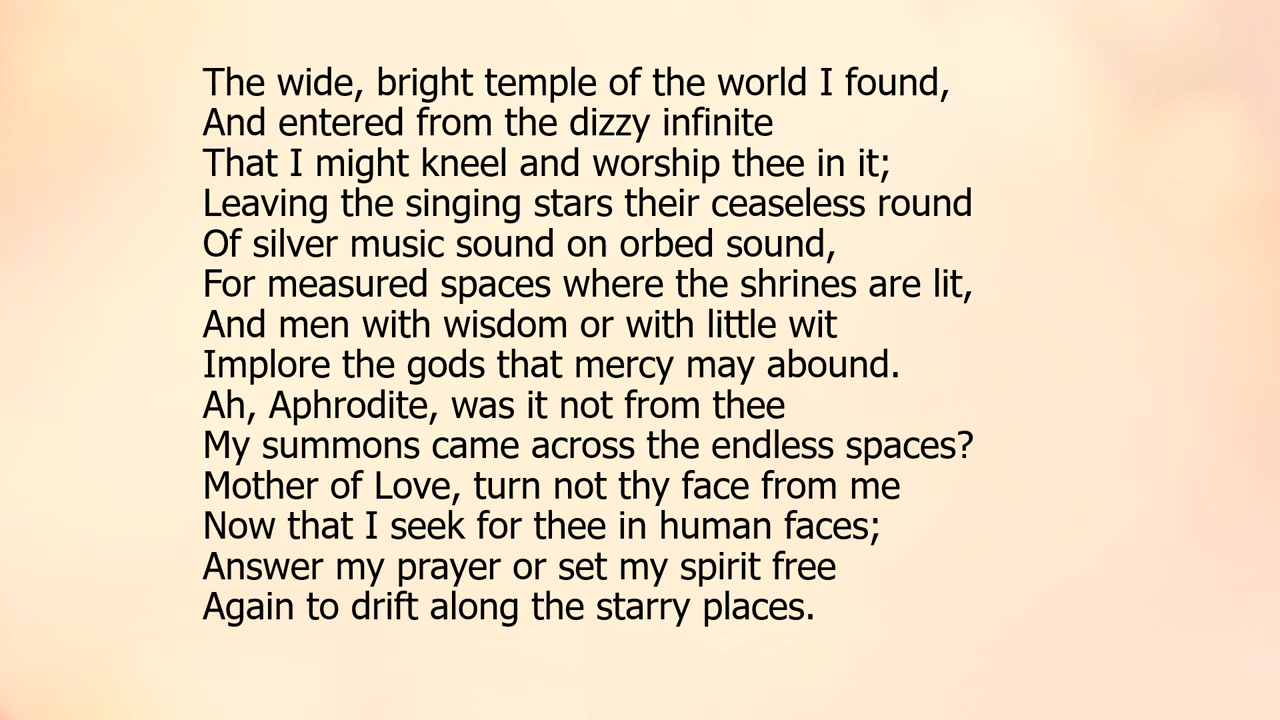 The wide, bright temple of the world I found,
And entered from the dizzy infinite
That I might kneel and worship thee in it;
Leaving the singing stars their ceaseless round
Of silver music sound on orbed sound,
For measured spaces where the shrines are lit,
And men with wisdom or with little wit
Implore the gods that mercy may abound.
Ah, Aphrodite, was it not from thee
My summons came across the endless spaces?
Mother of Love, turn not thy face from me
Now that I seek for thee in human faces;
Answer my prayer or set my spirit free
Again to drift along the starry places.